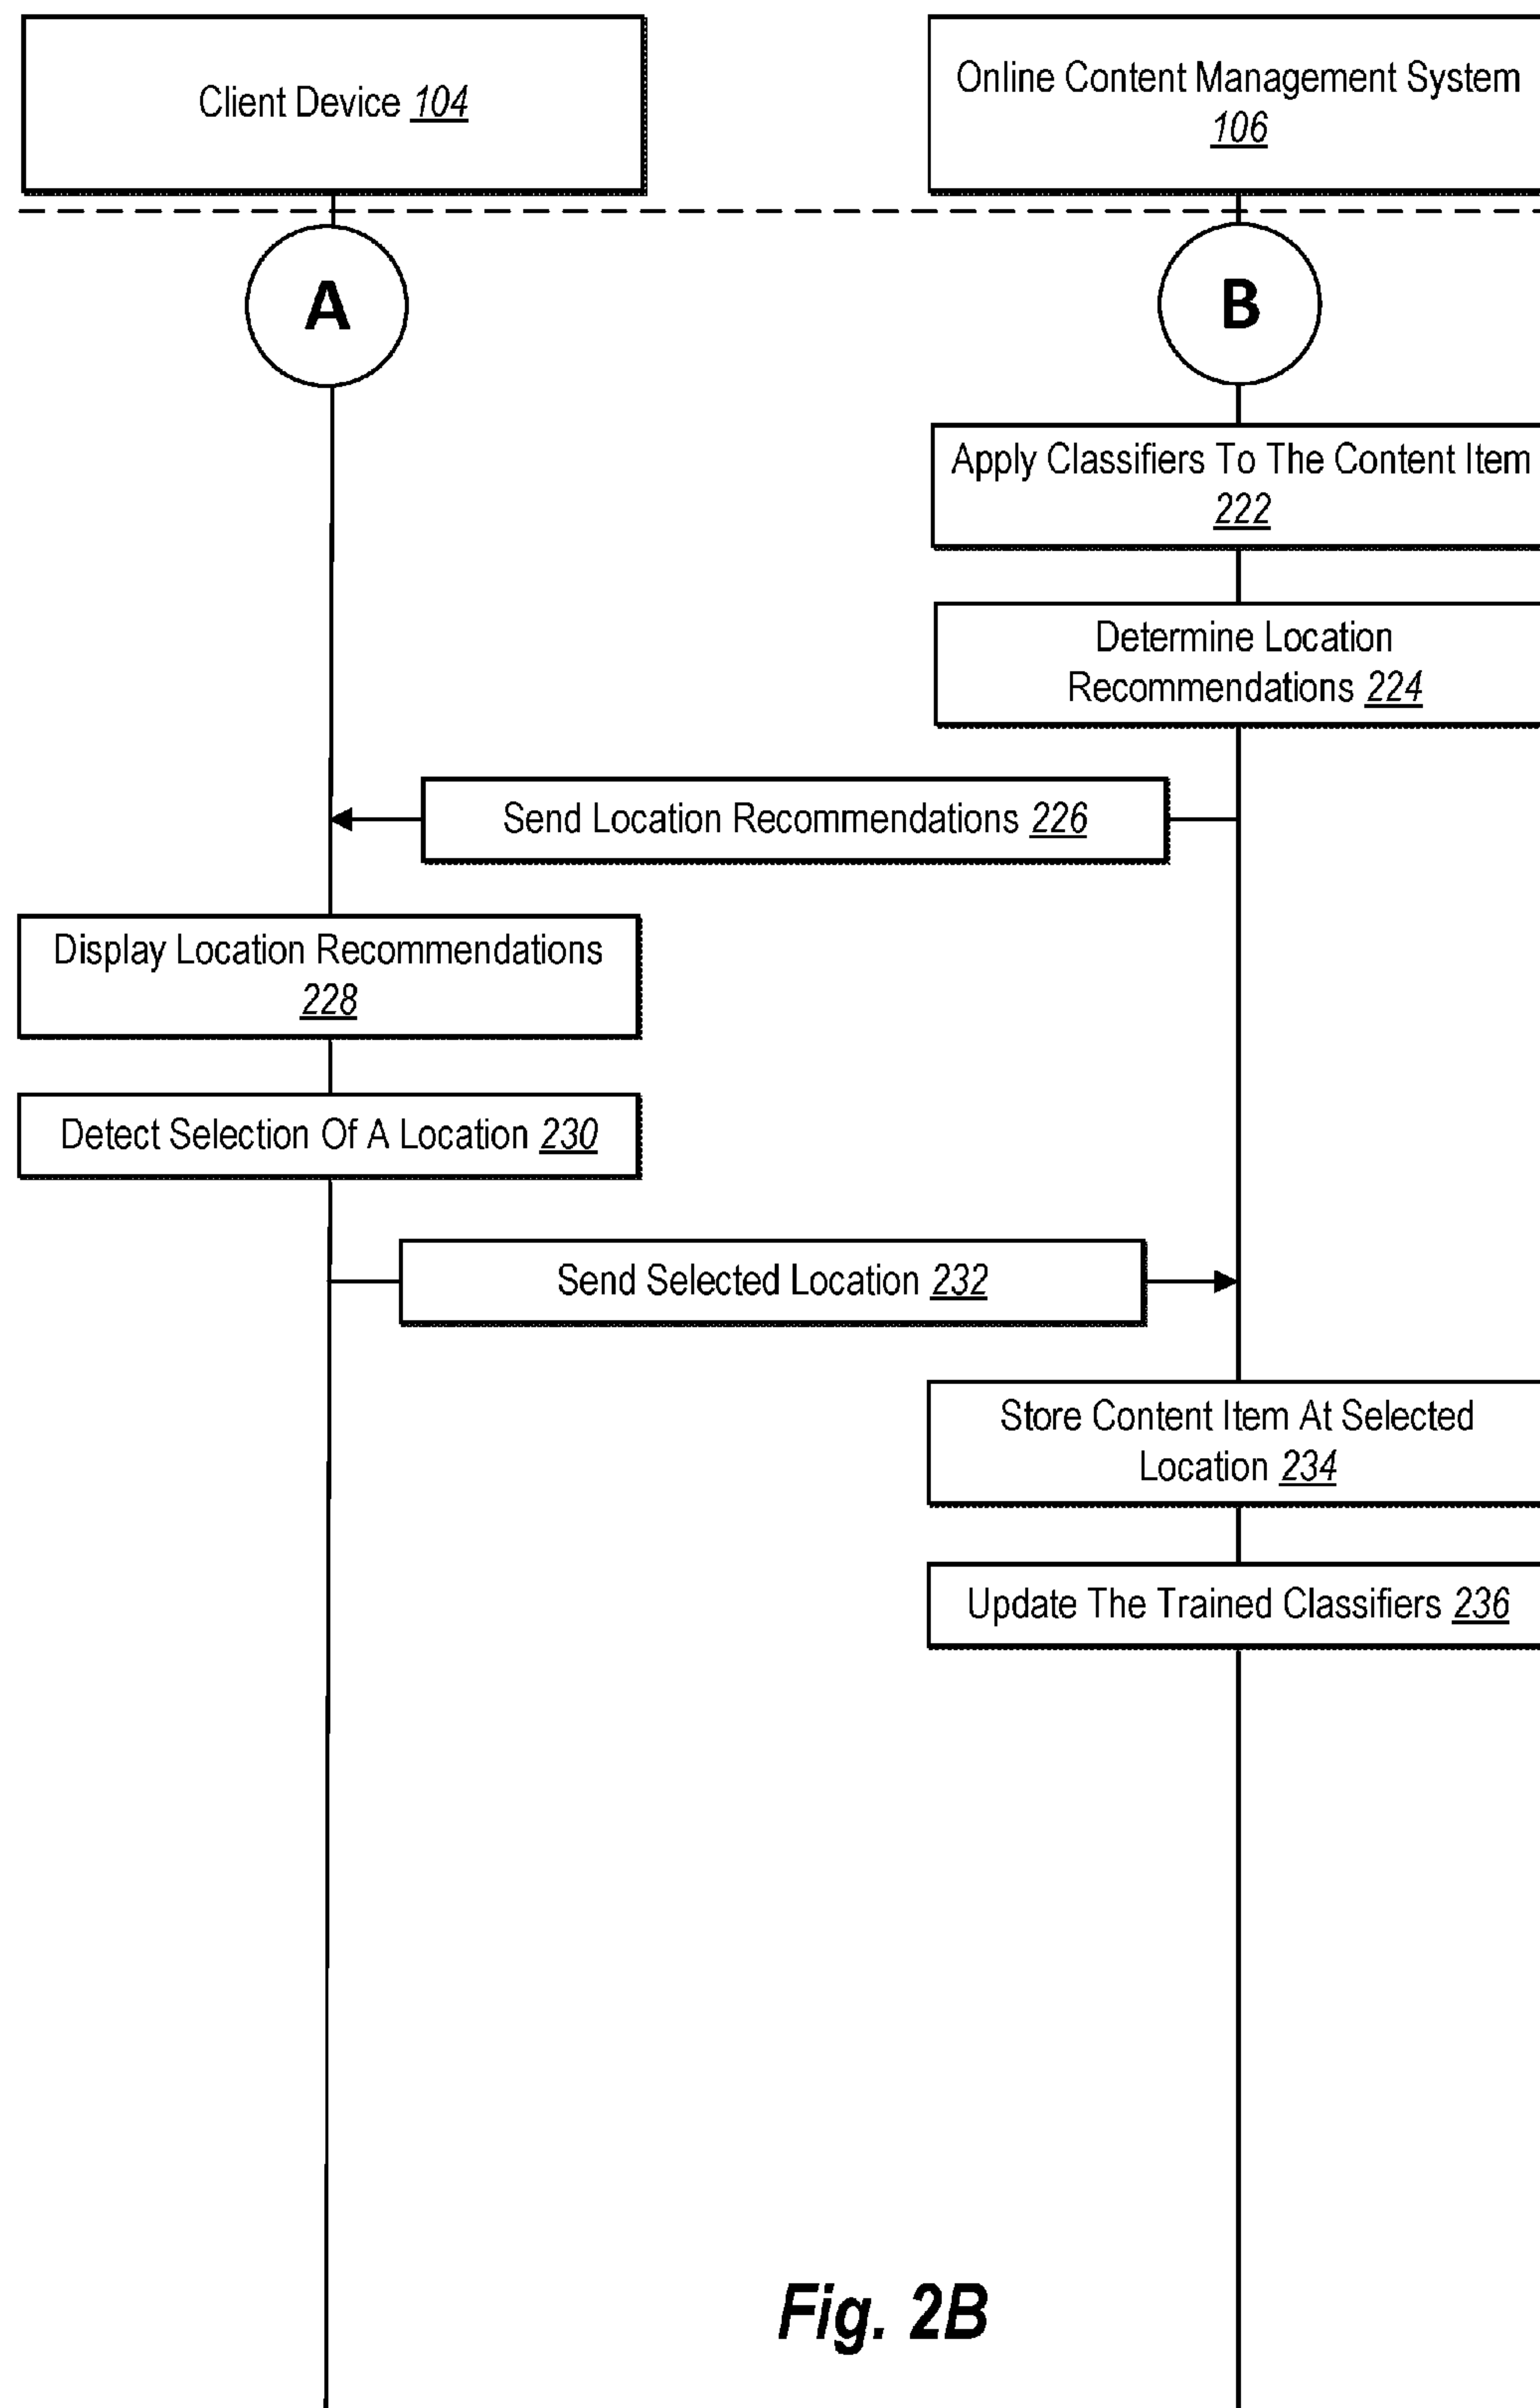 Client Device 104
Online Content Management System
106
A
B
Apply Classifiers To The Content Item
222
Determine Location
Recommendations 224
Send Location Recommendations 226
Display Location Recommendations
228
Detect Selection Of A Location 230
Send Selected Location 232
Store Content Item At Selected
Location 234
Update The Trained Classifiers 236
Fig. 2B